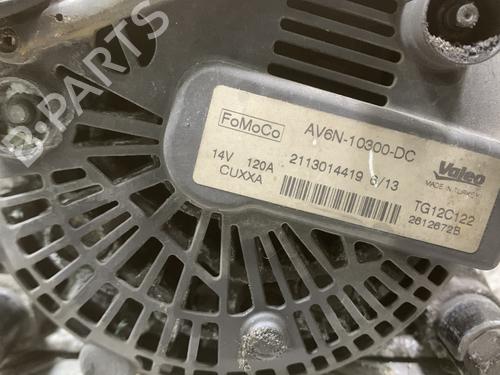 B-PARTS
FoMoCo
AV6N-10300-DC
14V 120A
2113014419 6/13
Valeo
MADE IN TURKEY
CUXXA
TG12C122
2612672B